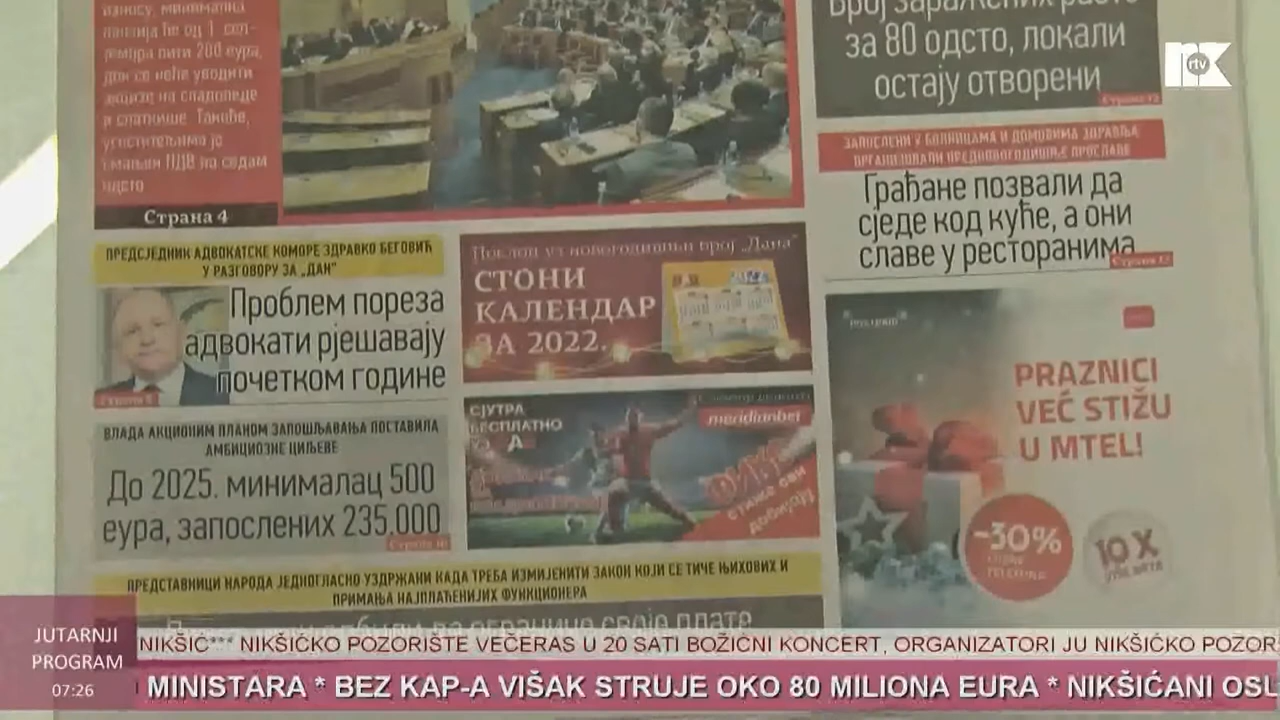 износу, минимална
пензија ће од 1. сеп-
тембра бити 200 еура,
док се неће уводити
акцизе на сладоледе
и слаткише. Такође,
угоститељима је
смањен ПДВ на седам
одсто
Страна 4
за 80 одсто, локали
остају отворени
Страна 12
rtv
ЗАПОСЛЕНИ У БОЛНИЦАМА И ДОМОВИМА ЗДРАВЉА
ОРГАНИЗОВАЛИ ПРЕДНОВОГОДИШЊЕ ПРОСЛАВЕ
Грађане позвали да
сједе код куће, а они
славе у ресторанима
ПРЕДСЈЕДНИК АДВОКАТСКЕ КОМОРЕ ЗДРАВКО БЕГОВИЋ
У РАЗГОВОРУ ЗА „ДАН"
Проблем пореза
адвокати рјешавају
почетком године
ВЛАДА АКЦИОНИМ ПЛАНОМ ЗАПОШЉАВАЊА ПОСТАВИЛА
АМБИЦИОЗНЕ ЦИЉЕВЕ
До 2025. минималац 500
еура, запослених 235.000
Поклон уз новогодишњи број „Дана"
СТОНИ
КАЛЕНДАР
ЗА 2022.
СЈУТРА
БЕСПЛАТНО
УЗ
meridianbet
PRAZNICI
VEĆ STIŽU
U MTEL!
-30%
10 X
ПРЕДСТАВНИЦИ НАРОДА ЈЕДНОГЛАСНО УЗДРЖАНИ КАДА ТРЕБА ИЗМИЈЕНИТИ ЗАКОН КОЈИ СЕ ТИЧЕ ЊИХОВИХ И
ПРИМАЊА НАЈПЛАЋЕНИЈИХ ФУНКЦИОНЕРА
да ограниче своје плате
JUTARNJI
PROGRAM
07:26
NIKŠIĆ*** NIKŠIĆKO POZORIŠTE VEČERAS U 20 SATI BOŽIĆNI KONCERT, ORGANIZATORI JU NIKŠIĆKO POZOR
MINISTARA * BEZ KAP-A VIŠAK STRUJE OKO 80 MILIONA EURA * NIKŠIĆANI OSL